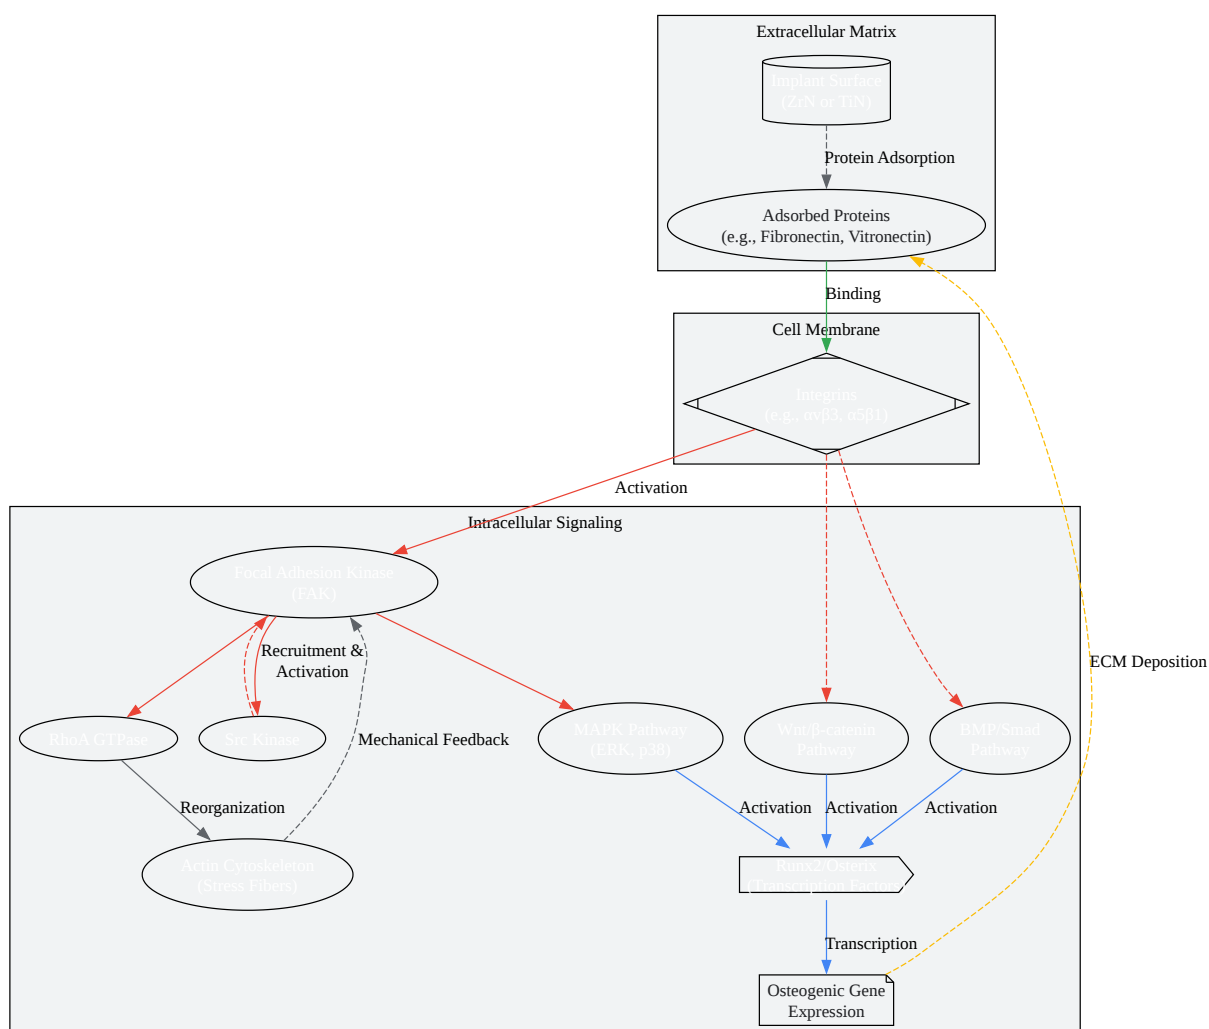 Extracellular Matrix
Implant Surface
(ZrN or TiN)
Protein Adsorption
Adsorbed Proteins
(e.g., Fibronectin, Vitronectin)
Binding
Cell Membrane
Integrins
(e.g., αvβ3, α5β1)
Activation
Intracellular Signaling
Focal Adhesion Kinase
(FAK)
Recruitment &
Activation
ECM Deposition
RhoA GTPase
Src Kinase
Mechanical Feedback
MAPK Pathway
(ERK, p38)
Wnt/β-catenin
Pathway
BMP/Smad
Pathway
Reorganization
Activation
Activation
Activation
Actin Cytoskeleton
(Stress Fibers)
Runx2/Osterix
(Transcription Factors)
Transcription
Osteogenic Gene
Expression